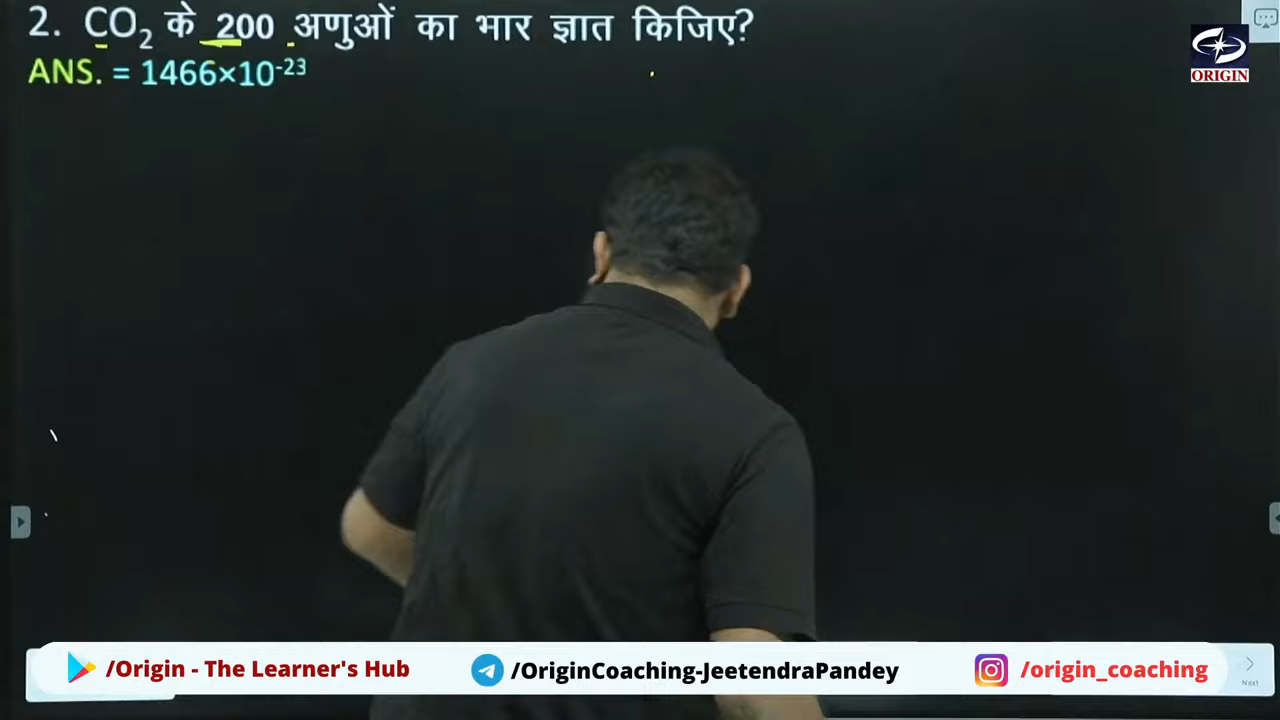 2. CO₂ के 200 अणुओं का भार ज्ञात किजिए?
ANS. = 1466×10⁻²³
ORIGIN
/Origin - The Learner's Hub
/OriginCoaching-JeetendraPandey
/origin_coaching
Next